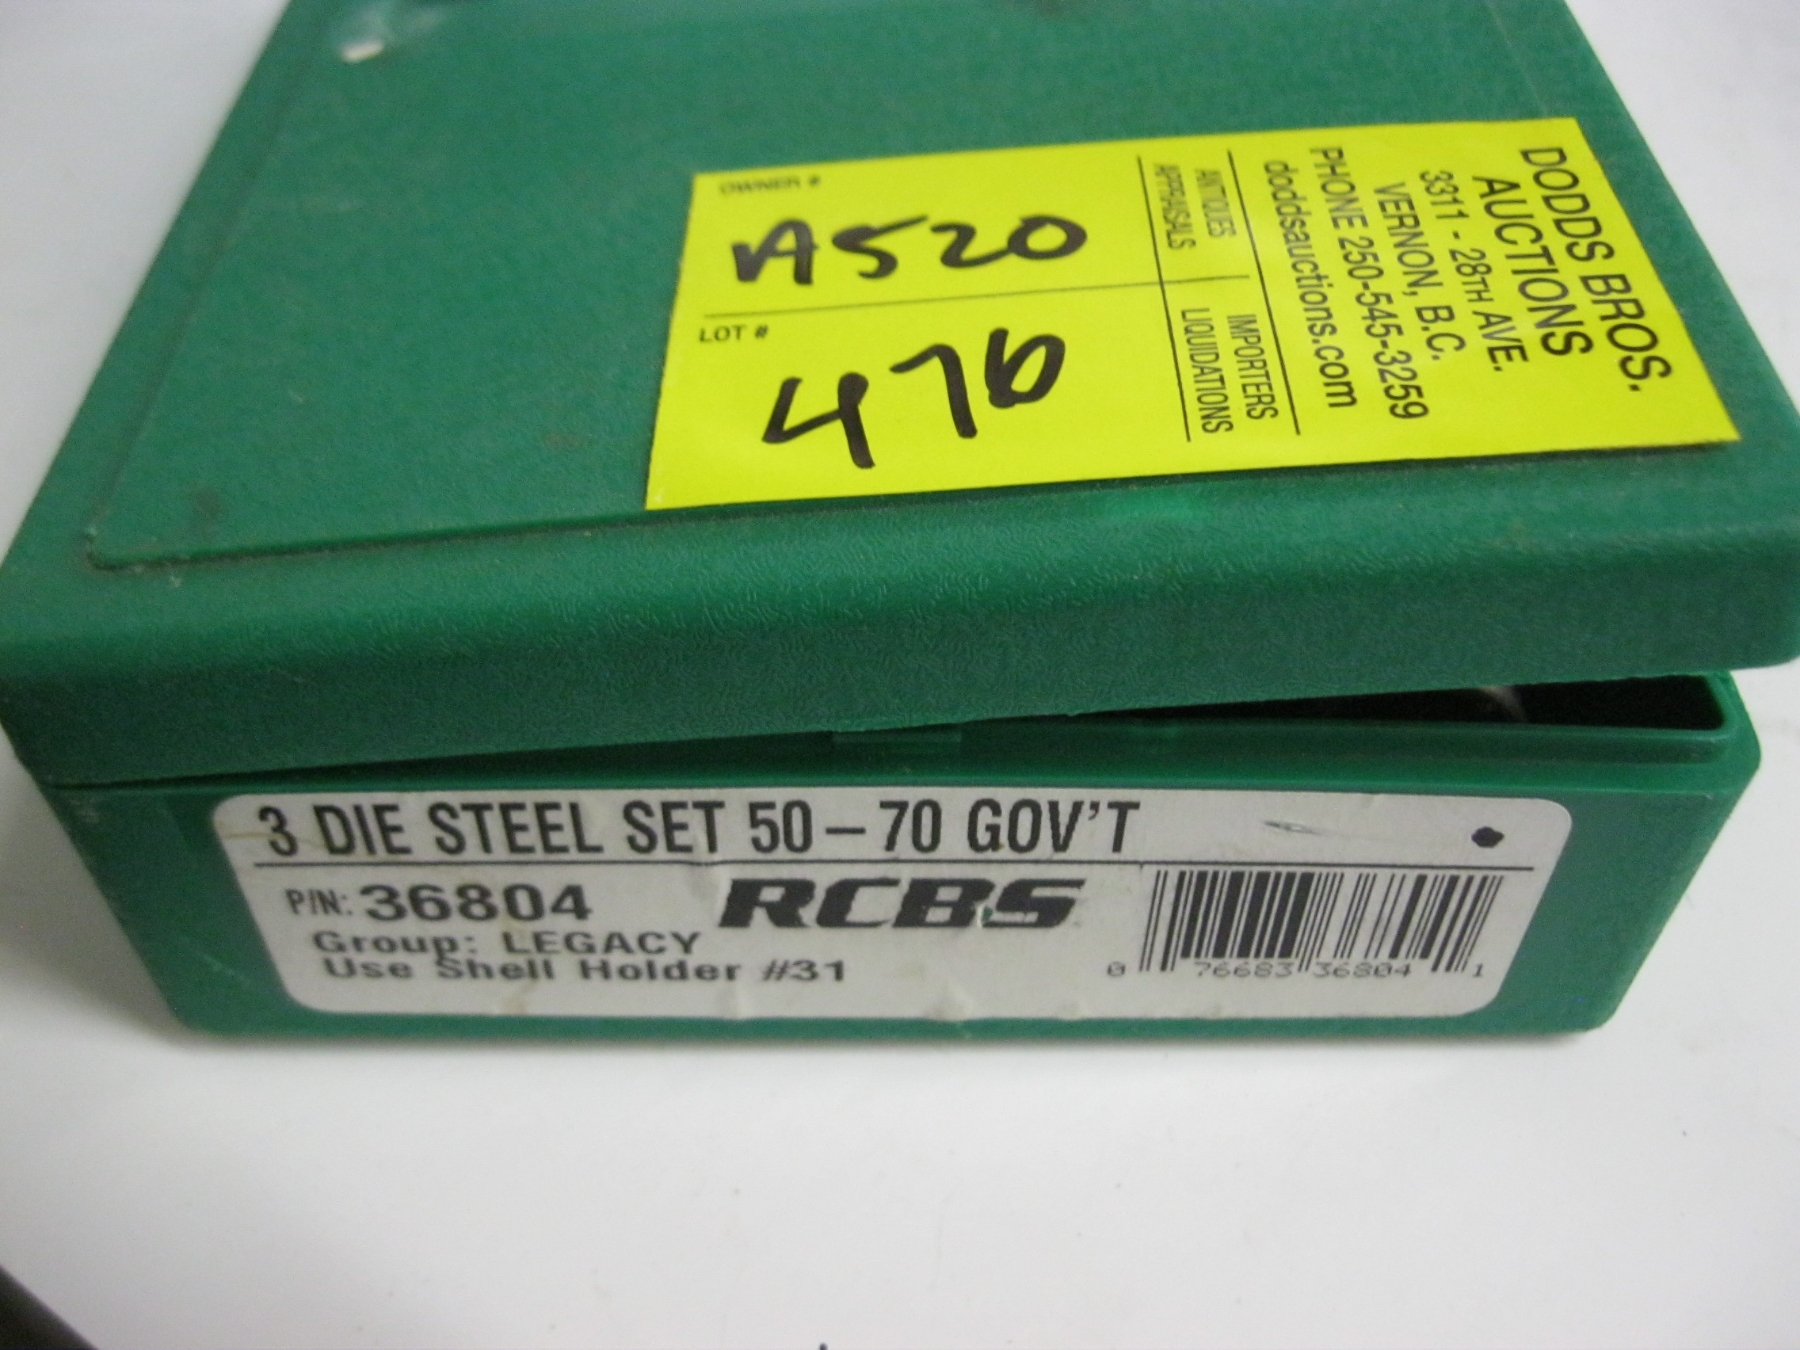 OWNER #
A520
LOT #
476
ANTIQUES
APPRAISALS
IMPORTERS
LIQUIDATIONS
DODDS BROS.
AUCTIONS
3311 - 28TH AVE.
VERNON, B.C.
PHONE 250-545-3259
doddsauctions.com
3 DIE STEEL SET 50-70 GOV'T
P/N: 36804
RCBS
Group: LEGACY
Use Shell Holder #31
0 76683 36804 1